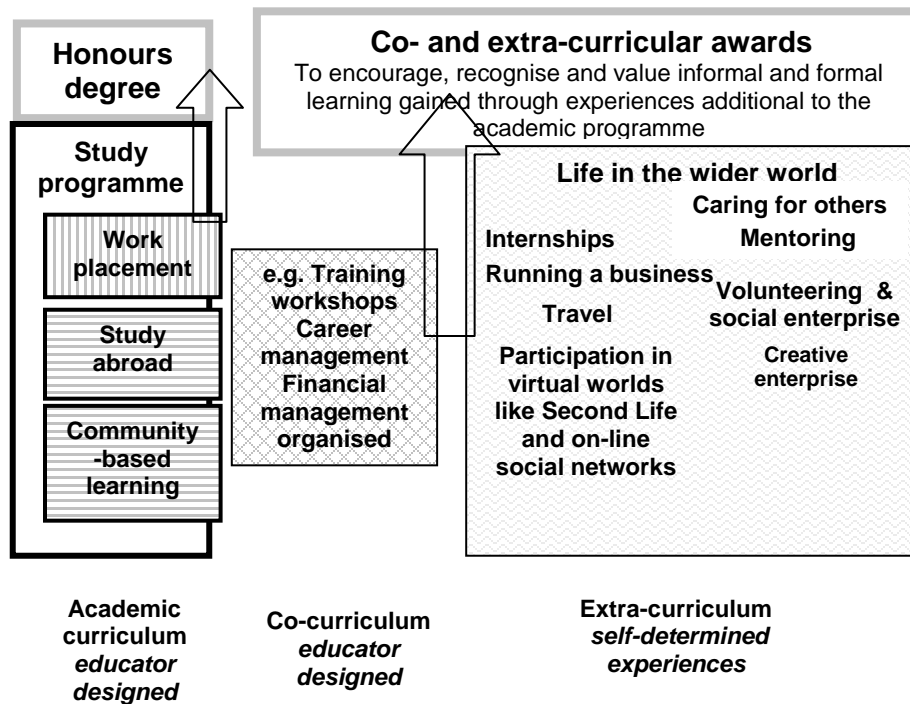 Honours
degree
Co- and extra-curricular awards
To encourage, recognise and value informal and formal
learning gained through experiences additional to the
academic programme
Study
programme
Work
placement
Study
abroad
Community
-based
learning
e.g. Training
workshops
Career
management
Financial
management
organised
Life in the wider world
Caring for others
Internships
Mentoring
Running a business
Volunteering &
social enterprise
Travel
Creative
enterprise
Participation in
virtual worlds
like Second Life
and on-line
social networks
Academic
curriculum
educator
designed
Co-curriculum
educator
designed
Extra-curriculum
self-determined
experiences